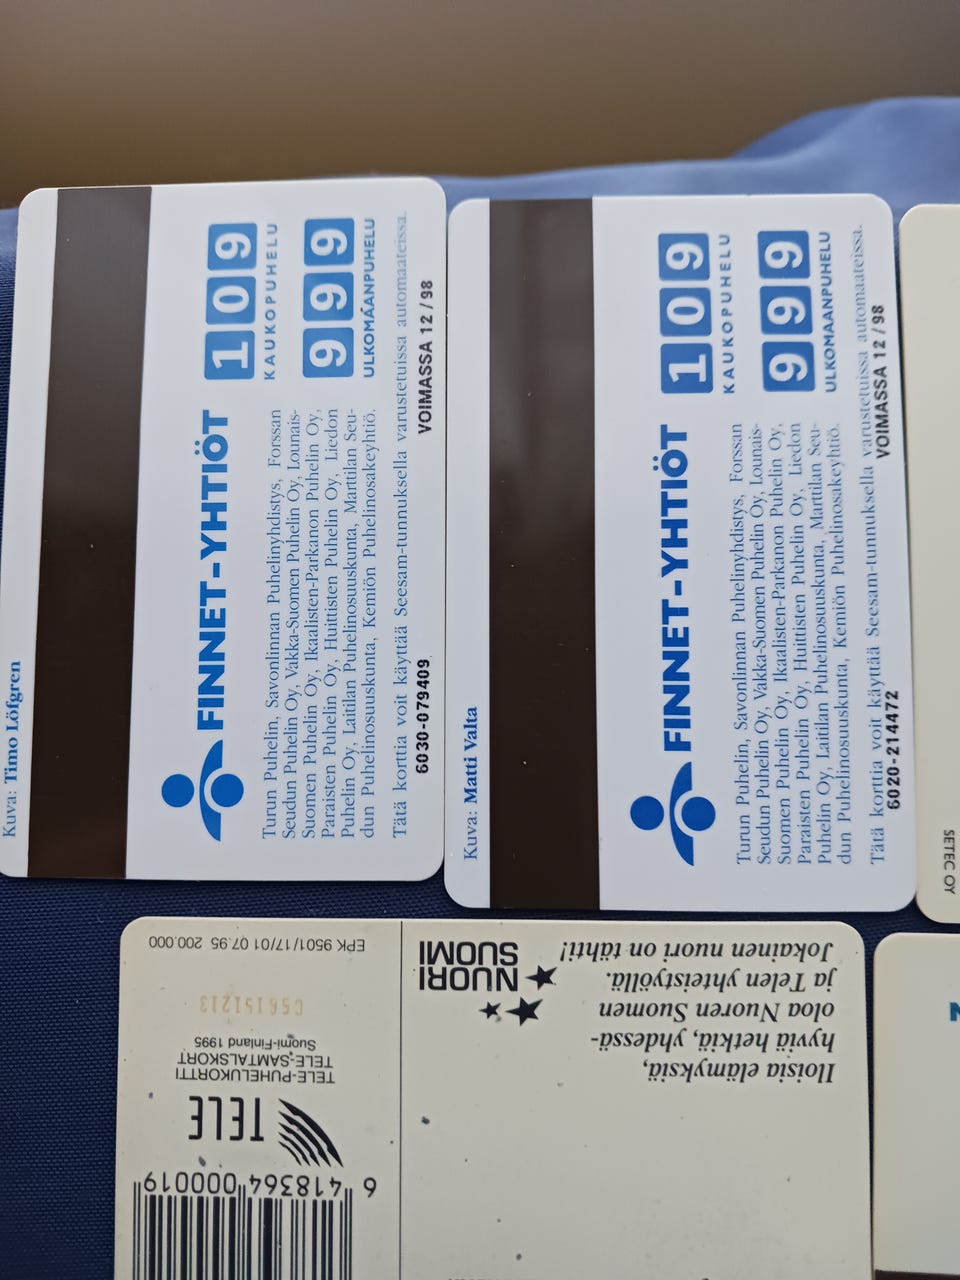 Kuva: Timo Löfgren
FINNET-YHTIÖT
109
KAUKOPUHELU
999
ULKOMAANPUHELU
Turun Puhelin, Savonlinnan Puhelinyhdistys, Forssan
Seudun Puhelin Oy, Vakka-Suomen Puhelin Oy, Lounais-
Suomen Puhelin Oy, Ikaalisten-Parkanon Puhelin Oy,
Paraisten Puhelin Oy, Huittisten Puhelin Oy, Liedon
Puhelin Oy, Laitilan Puhelinosuuskunta, Marttilan Seu-
dun Puhelinosuuskunta, Kemiön Puhelinosakeyhtiö.
Tätä korttia voit käyttää Seesam-tunnuksella varustetuissa automaateissa.
6030-079409 VOIMASSA 12/98
Kuva: Matti Valta
FINNET-YHTIÖT
109
KAUKOPUHELU
999
ULKOMAANPUHELU
Turun Puhelin, Savonlinnan Puhelinyhdistys, Forssan
Seudun Puhelin Oy, Vakka-Suomen Puhelin Oy, Lounais-
Suomen Puhelin Oy, Ikaalisten-Parkanon Puhelin Oy,
Paraisten Puhelin Oy, Huittisten Puhelin Oy, Liedon
Puhelin Oy, Laitilan Puhelinosuuskunta, Marttilan Seu-
dun Puhelinosuuskunta, Kemiön Puhelinosakeyhtiö.
Tätä korttia voit käyttää Seesam-tunnuksella varustetuissa automaateissa.
6020-214472 VOIMASSA 12/98
SETEC OY
Iloisia elämyksiä,
hyviä hetkiä, yhdessä-
oloa Nuoren Suomen
ja Telen yhteistyöllä.
Jokainen nuori on tähti!
NUORI
SUOMI
6 418364 000019
TELE
TELE-PUHELUKORTTI
TELE-SAMTALSKORT
Suomi-Finland 1995
C56151213
EPK 9501/17/01 07.95 200.000